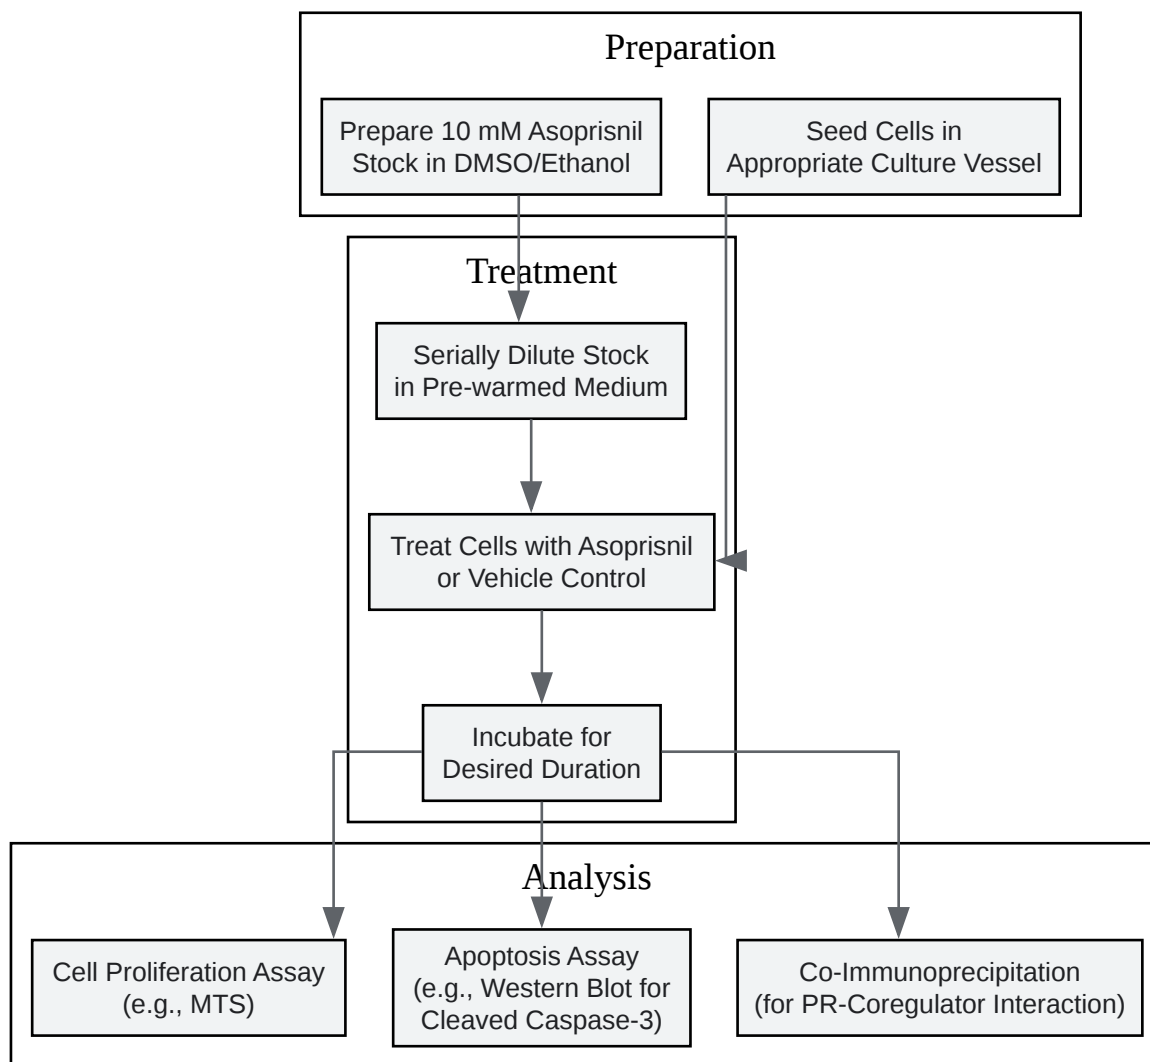 Preparation
Prepare 10 mM Asoprisnil
Stock in DMSO/Ethanol
Seed Cells in
Appropriate Culture Vessel
Treatment
Serially Dilute Stock
in Pre-warmed Medium
Treat Cells with Asoprisnil
or Vehicle Control
Incubate for
Desired Duration
Analysis
Cell Proliferation Assay
(e.g., MTS)
Apoptosis Assay
(e.g., Western Blot for
Cleaved Caspase-3)
Co-Immunoprecipitation
(for PR-Coregulator Interaction)